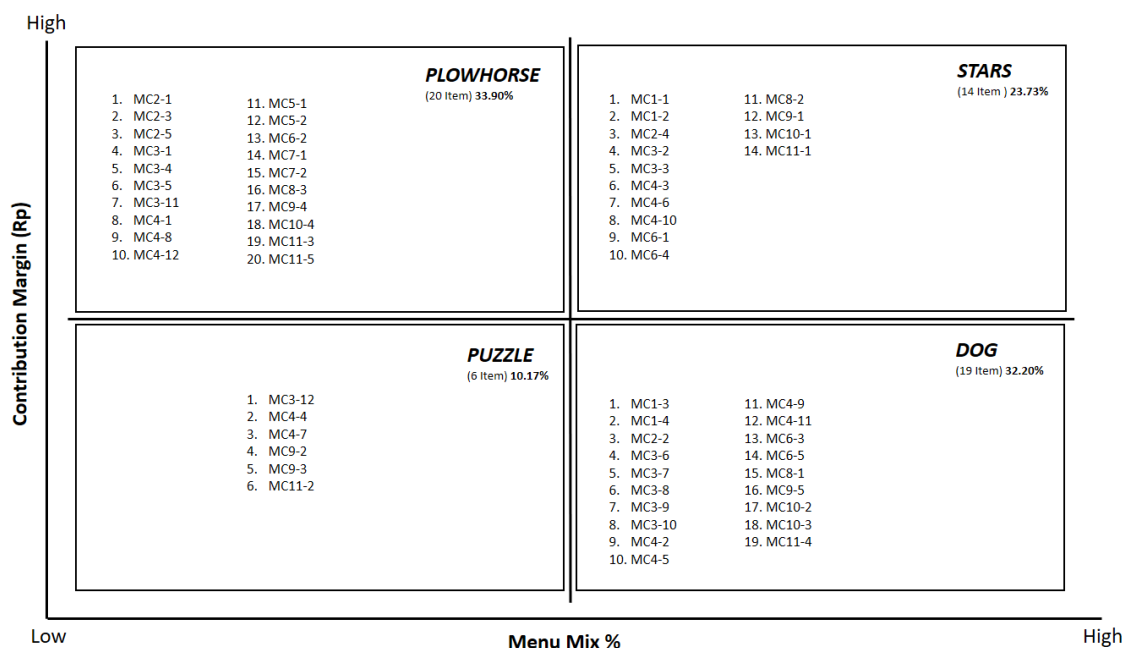 High
PLOWHORSE
(20 Item) 33.90%
1. MC2-1
2. MC2-3
3. MC2-5
4. MC3-1
5. MC3-4
6. MC3-5
7. MC3-11
8. MC4-1
9. MC4-8
10. MC4-12
11. MC5-1
12. MC5-2
13. MC6-2
14. MC7-1
15. MC7-2
16. MC8-3
17. MC9-4
18. MC10-4
19. MC11-3
20. MC11-5
STARS
(14 Item ) 23.73%
1. MC1-1
2. MC1-2
3. MC2-4
4. MC3-2
5. MC3-3
6. MC4-3
7. MC4-6
8. MC4-10
9. MC6-1
10. MC6-4
11. MC8-2
12. MC9-1
13. MC10-1
14. MC11-1
Contribution Margin (Rp)
PUZZLE
(6 Item) 10.17%
1. MC3-12
2. MC4-4
3. MC4-7
4. MC9-2
5. MC9-3
6. MC11-2
DOG
(19 Item) 32.20%
1. MC1-3
2. MC1-4
3. MC2-2
4. MC3-6
5. MC3-7
6. MC3-8
7. MC3-9
8. MC3-10
9. MC4-2
10. MC4-5
11. MC4-9
12. MC4-11
13. MC6-3
14. MC6-5
15. MC8-1
16. MC9-5
17. MC10-2
18. MC10-3
19. MC11-4
Low
Menu Mix %
High